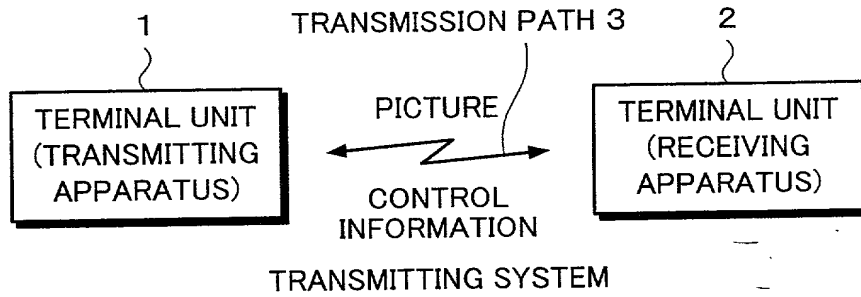 1
TRANSMISSION PATH 3
2
TERMINAL UNIT
(TRANSMITTING
APPARATUS)
PICTURE
CONTROL
INFORMATION
TERMINAL UNIT
(RECEIVING
APPARATUS)
TRANSMITTING SYSTEM